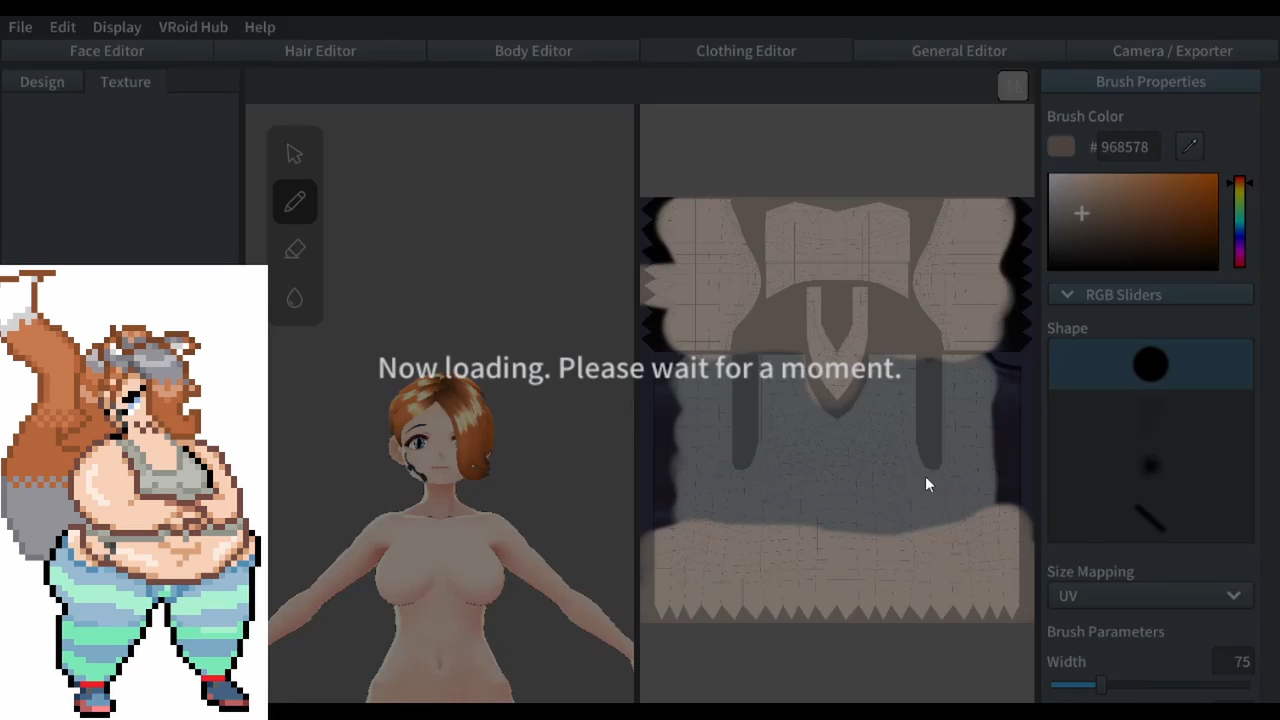 File Edit Display VRoid Hub Help
Face Editor Hair Editor Body Editor Clothing Editor General Editor Camera / Exporter
Design Texture
Brush Properties
Brush Color
# 968578
RGB Sliders
Shape
Now loading. Please wait for a moment.
Size Mapping
UV
Brush Parameters
Width 75